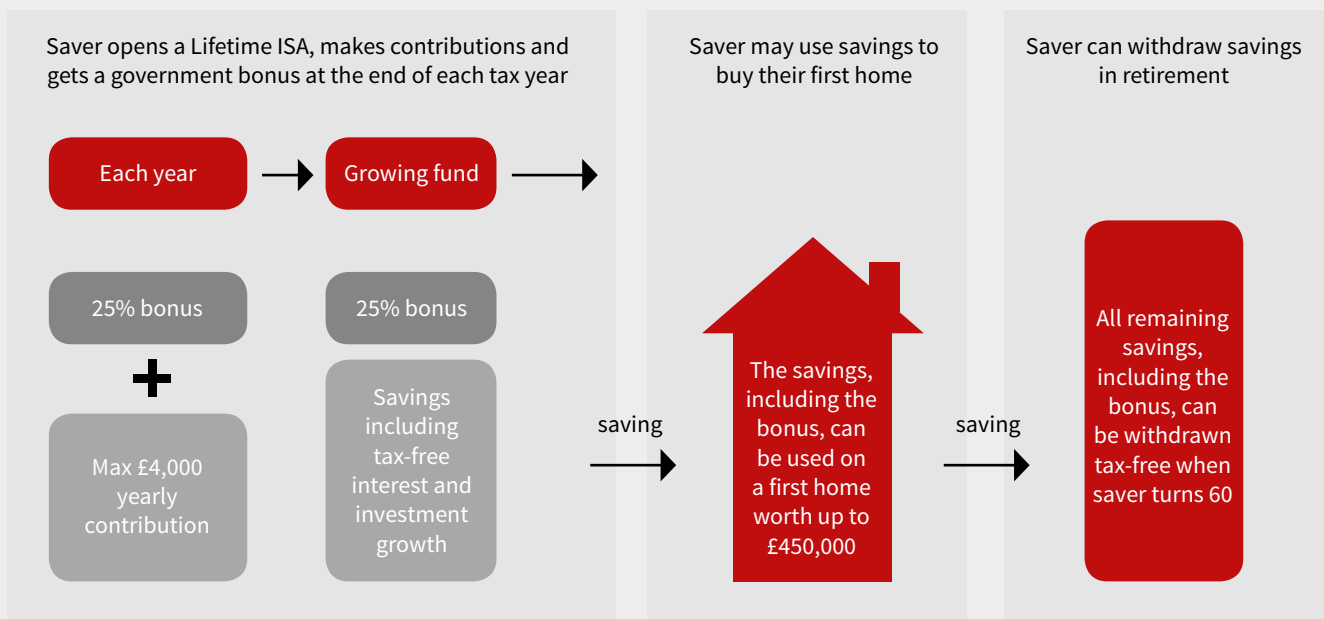 Saver opens a Lifetime ISA, makes contributions and
gets a government bonus at the end of each tax year
Each year
Growing fund
25% bonus
25% bonus
Max £4,000
yearly
contribution
Savings
including
tax-free
interest and
investment
growth
saving
Saver may use savings to
buy their first home
The savings,
including the
bonus, can
be used on
a first home
worth up to
£450,000
saving
Saver can withdraw savings
in retirement
All remaining
savings,
including the
bonus, can
be withdrawn
tax-free when
saver turns 60